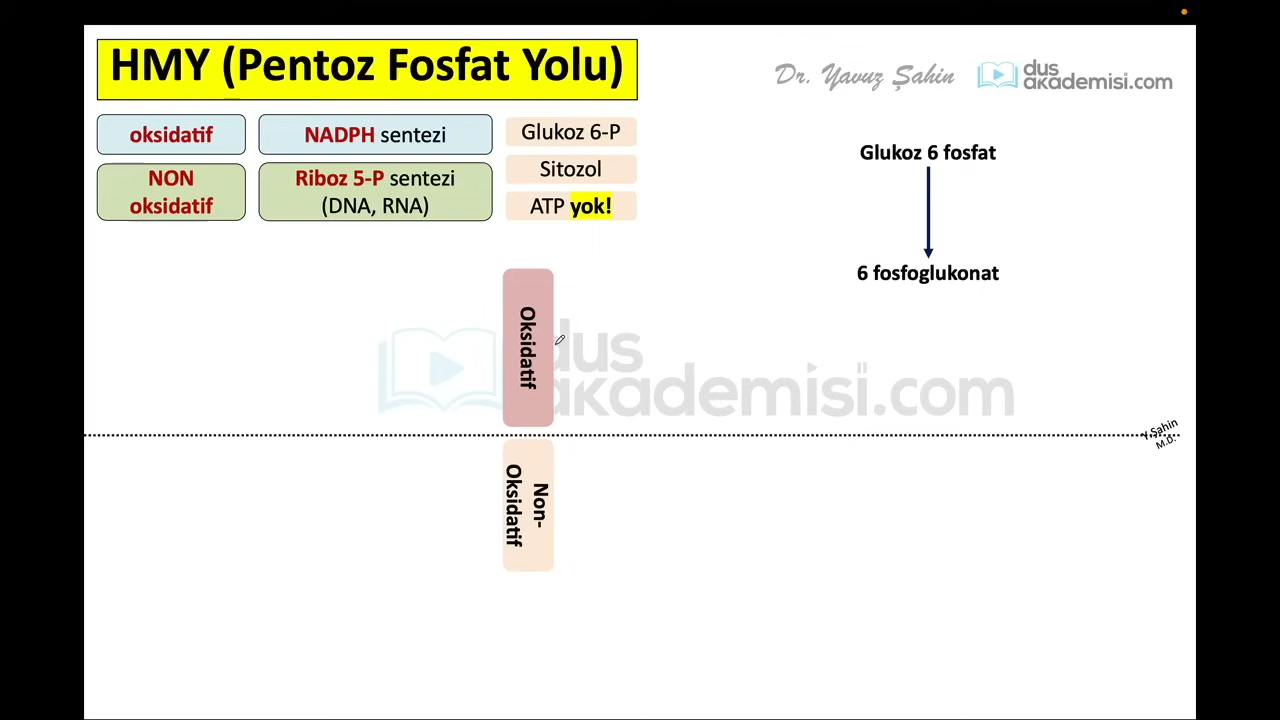 HMY (Pentoz Fosfat Yolu)
Dr. Yavuz Şahin
dus
akademisi.com
oksidatif
NADPH sentezi
Glukoz 6-P
NON
oksidatif
Riboz 5-P sentezi
(DNA, RNA)
Sitozol
ATP yok!
Glukoz 6 fosfat
6 fosfoglukonat
Oksidatif
dus
akademisi.com
Y.Şahin
M.D.
Non-
Oksidatif